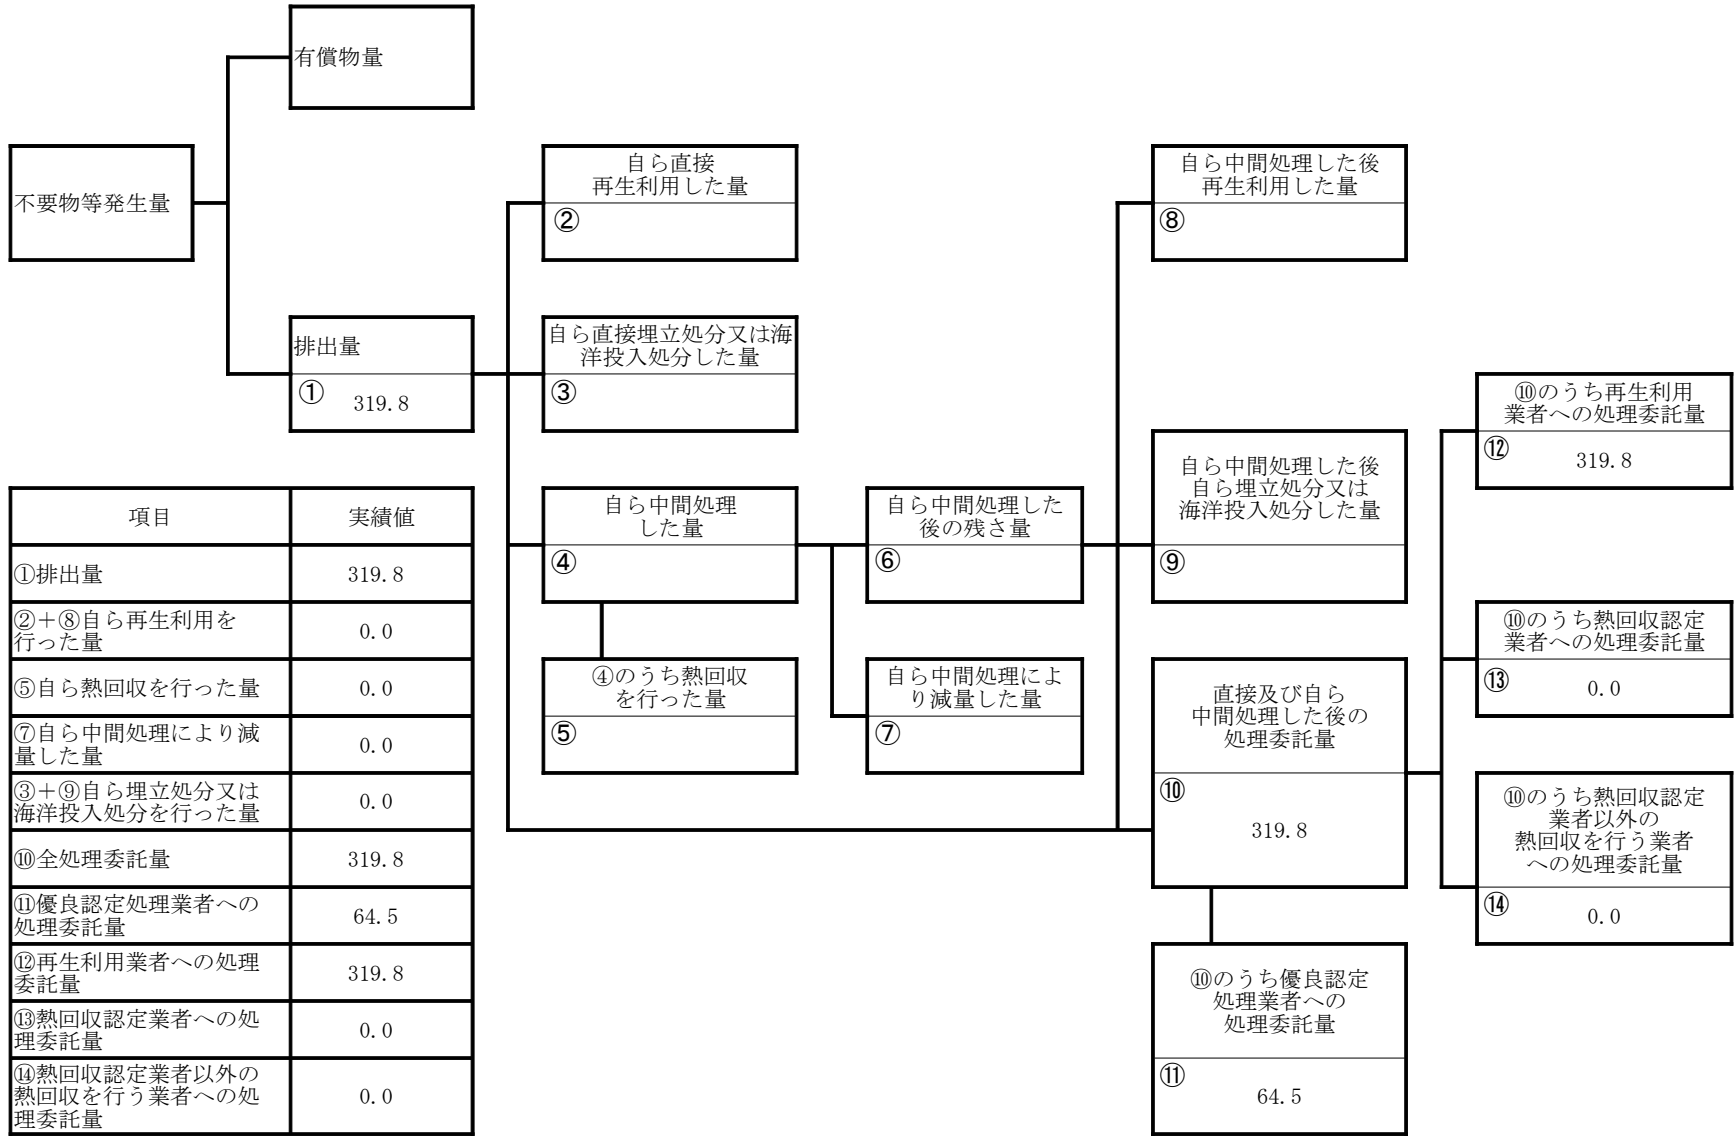 有償物量
不要物等発生量
排出量
①
319.8
自ら直接
再生利用した量
②
自ら直接埋立処分又は海
洋投入処分した量
③
自ら中間処理
した量
④
④のうち熱回収
を行った量
⑤
自ら中間処理した
後の残さ量
⑥
自ら中間処理によ
り減量した量
⑦
自ら中間処理した後
再生利用した量
⑧
自ら中間処理した後
自ら埋立処分又は
海洋投入処分した量
⑨
直接及び自ら
中間処理した後の
処理委託量
⑩
319.8
⑩のうち優良認定
処理業者への
処理委託量
⑪
64.5
⑩のうち再生利用
業者への処理委託量
⑫
319.8
⑩のうち熱回収認定
業者への処理委託量
⑬
0.0
⑩のうち熱回収認定
業者以外の
熱回収を行う業者
への処理委託量
⑭
0.0
項目 実績値
①排出量 319.8
②＋⑧自ら再生利用を
行った量 0.0
⑤自ら熱回収を行った量 0.0
⑦自ら中間処理により減
量した量 0.0
③＋⑨自ら埋立処分又は
海洋投入処分を行った量 0.0
⑩全処理委託量 319.8
⑪優良認定処理業者への
処理委託量 64.5
⑫再生利用業者への処理
委託量 319.8
⑬熱回収認定業者への処
理委託量 0.0
⑭熱回収認定業者以外の
熱回収を行う業者への処
理委託量 0.0